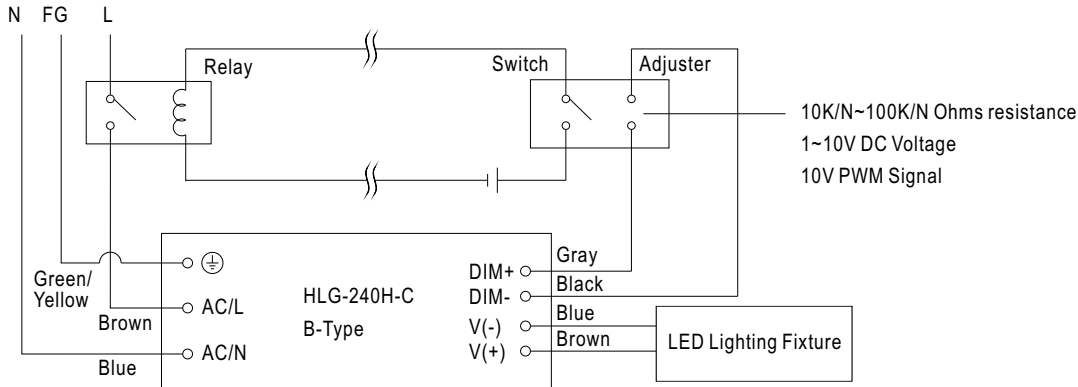 N FG L
Relay
Switch
Adjuster
10K/N~100K/N Ohms resistance
1~10V DC Voltage
10V PWM Signal
Green/
Yellow
Brown
Blue
AC/L
AC/N
HLG-240H-C
B-Type
DIM+
DIM-
V(-)
V(+)
Gray
Black
Blue
Brown
LED Lighting Fixture